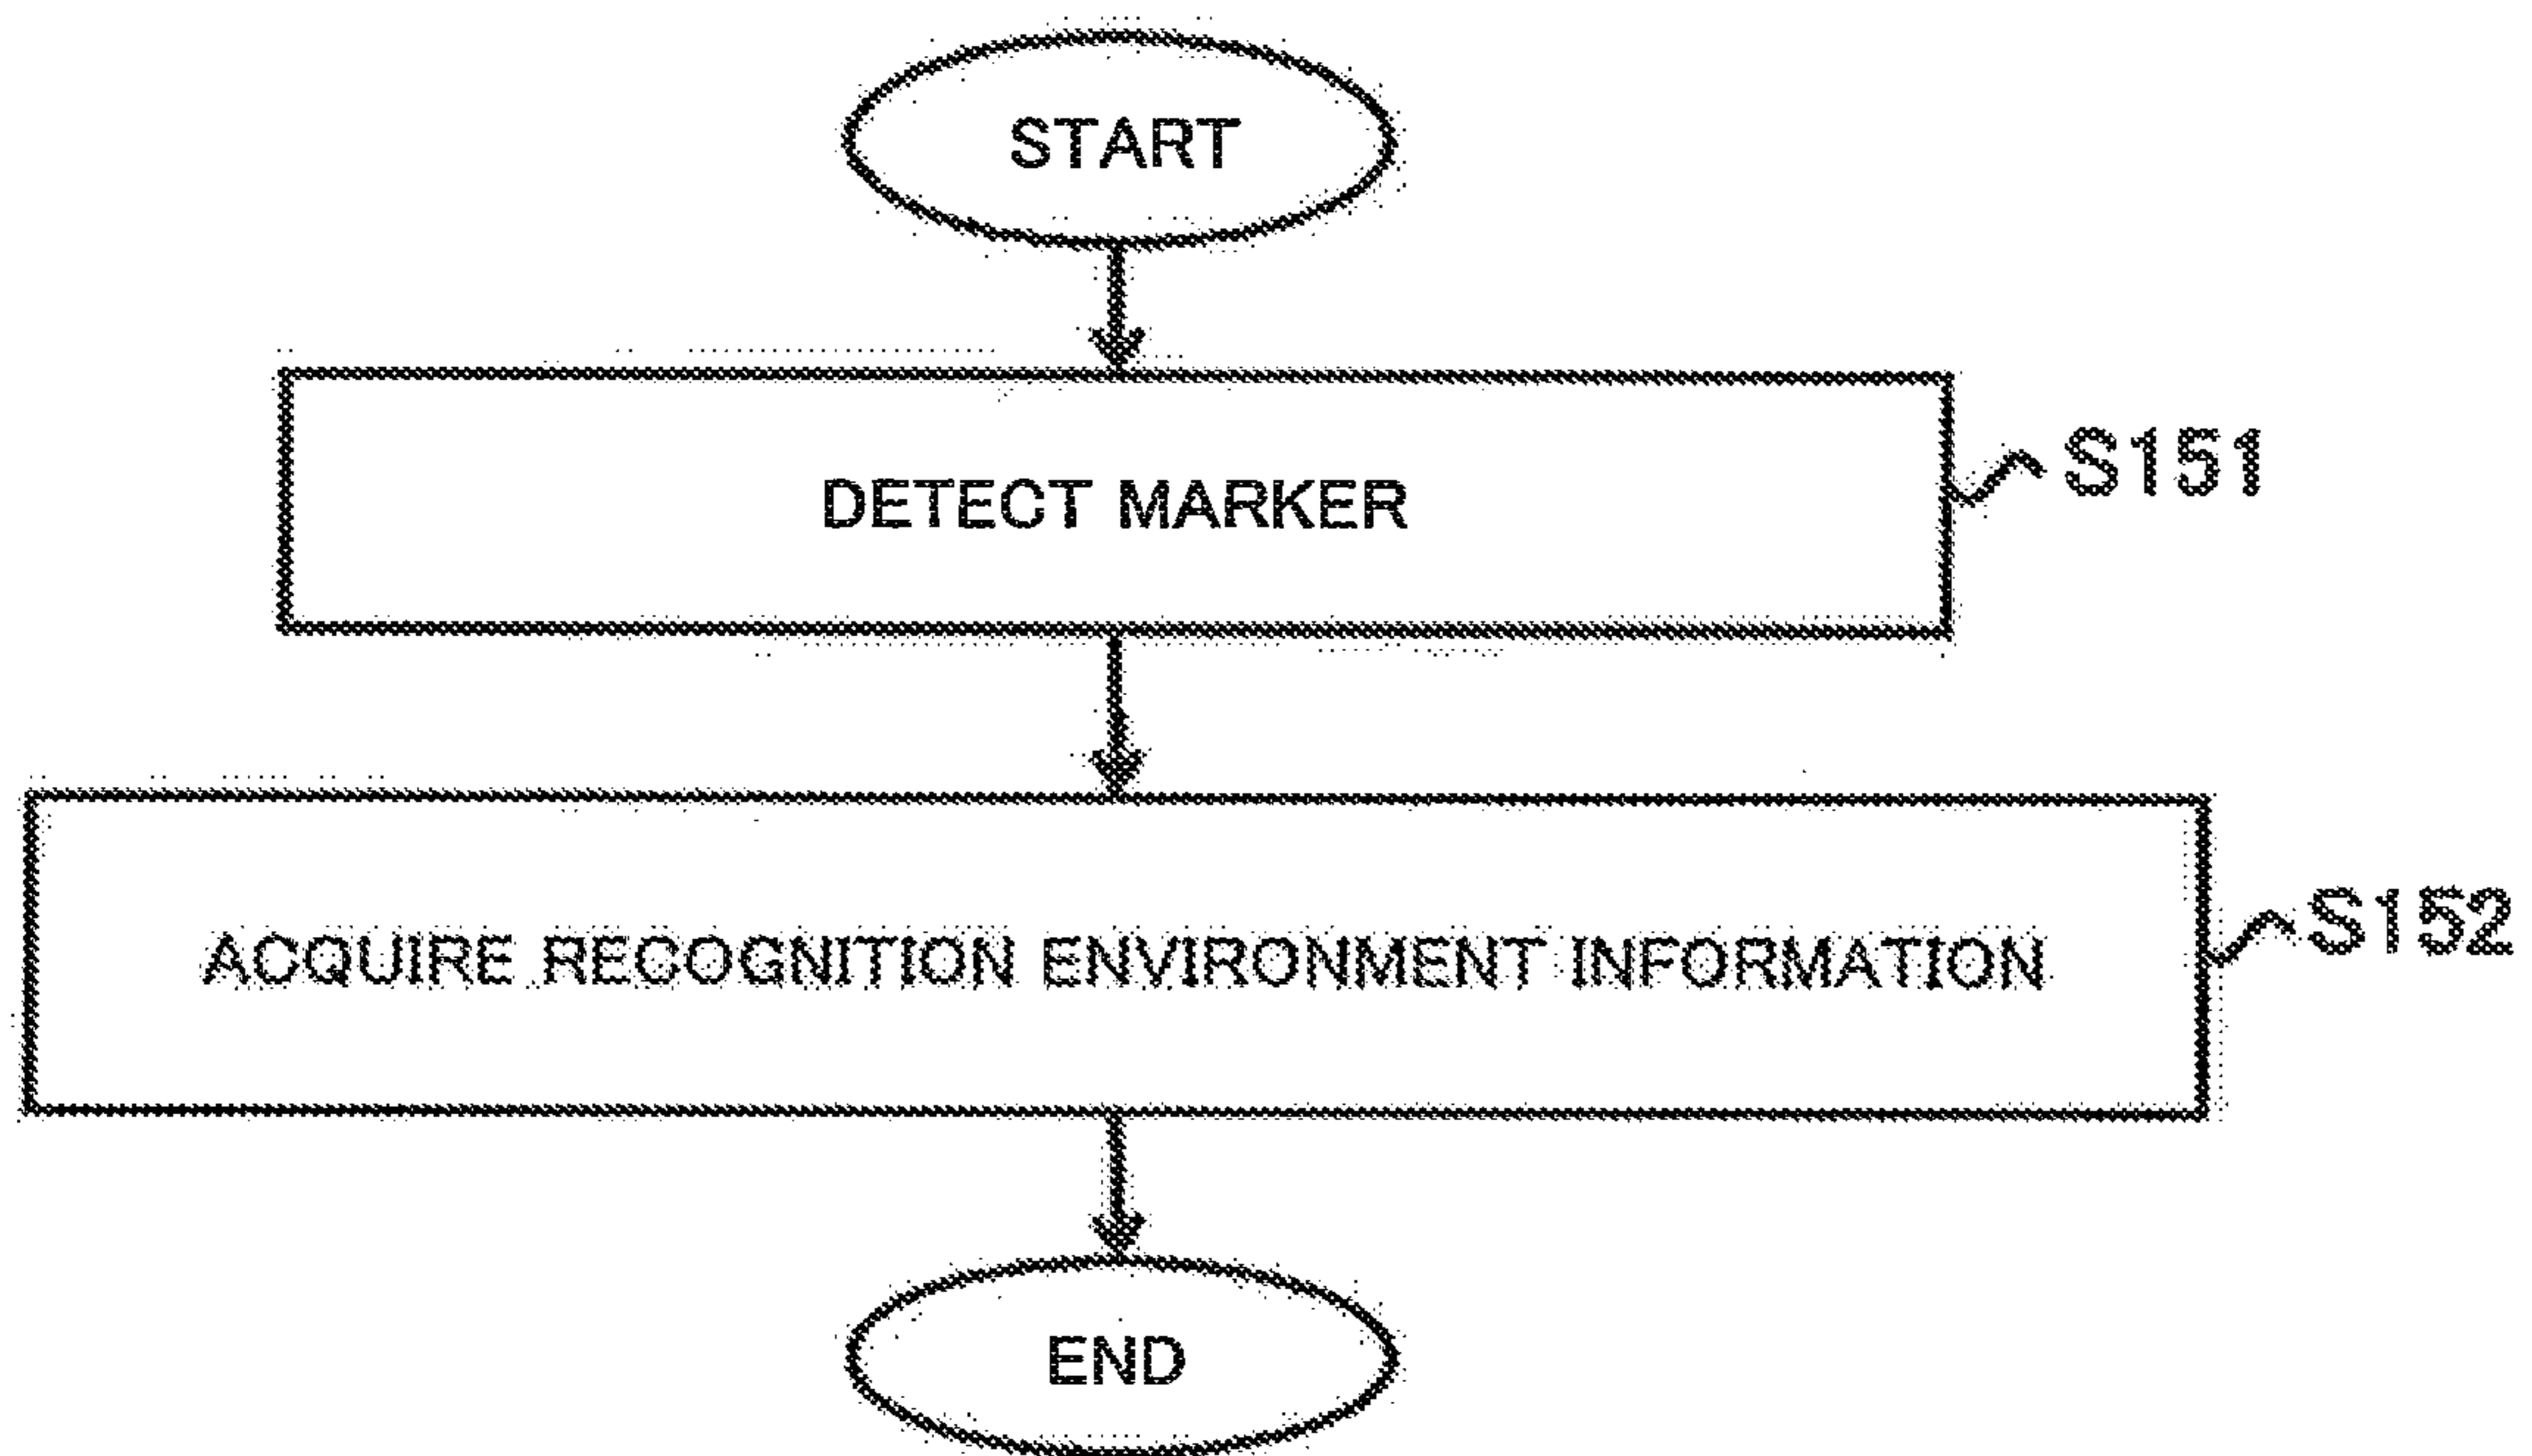 START
DETECT MARKER
S151
ACQUIRE RECOGNITION ENVIRONMENT INFORMATION
S152
END